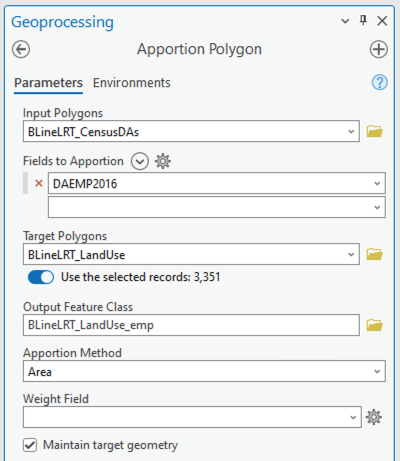 Geoprocessing
Apportion Polygon
Parameters Environments
Input Polygons
BLineLRT_CensusDAs
Fields to Apportion
DAEMP2016
Target Polygons
BLineLRT_LandUse
Use the selected records: 3,351
Output Feature Class
BLineLRT_LandUse_emp
Apportion Method
Area
Weight Field
Maintain target geometry